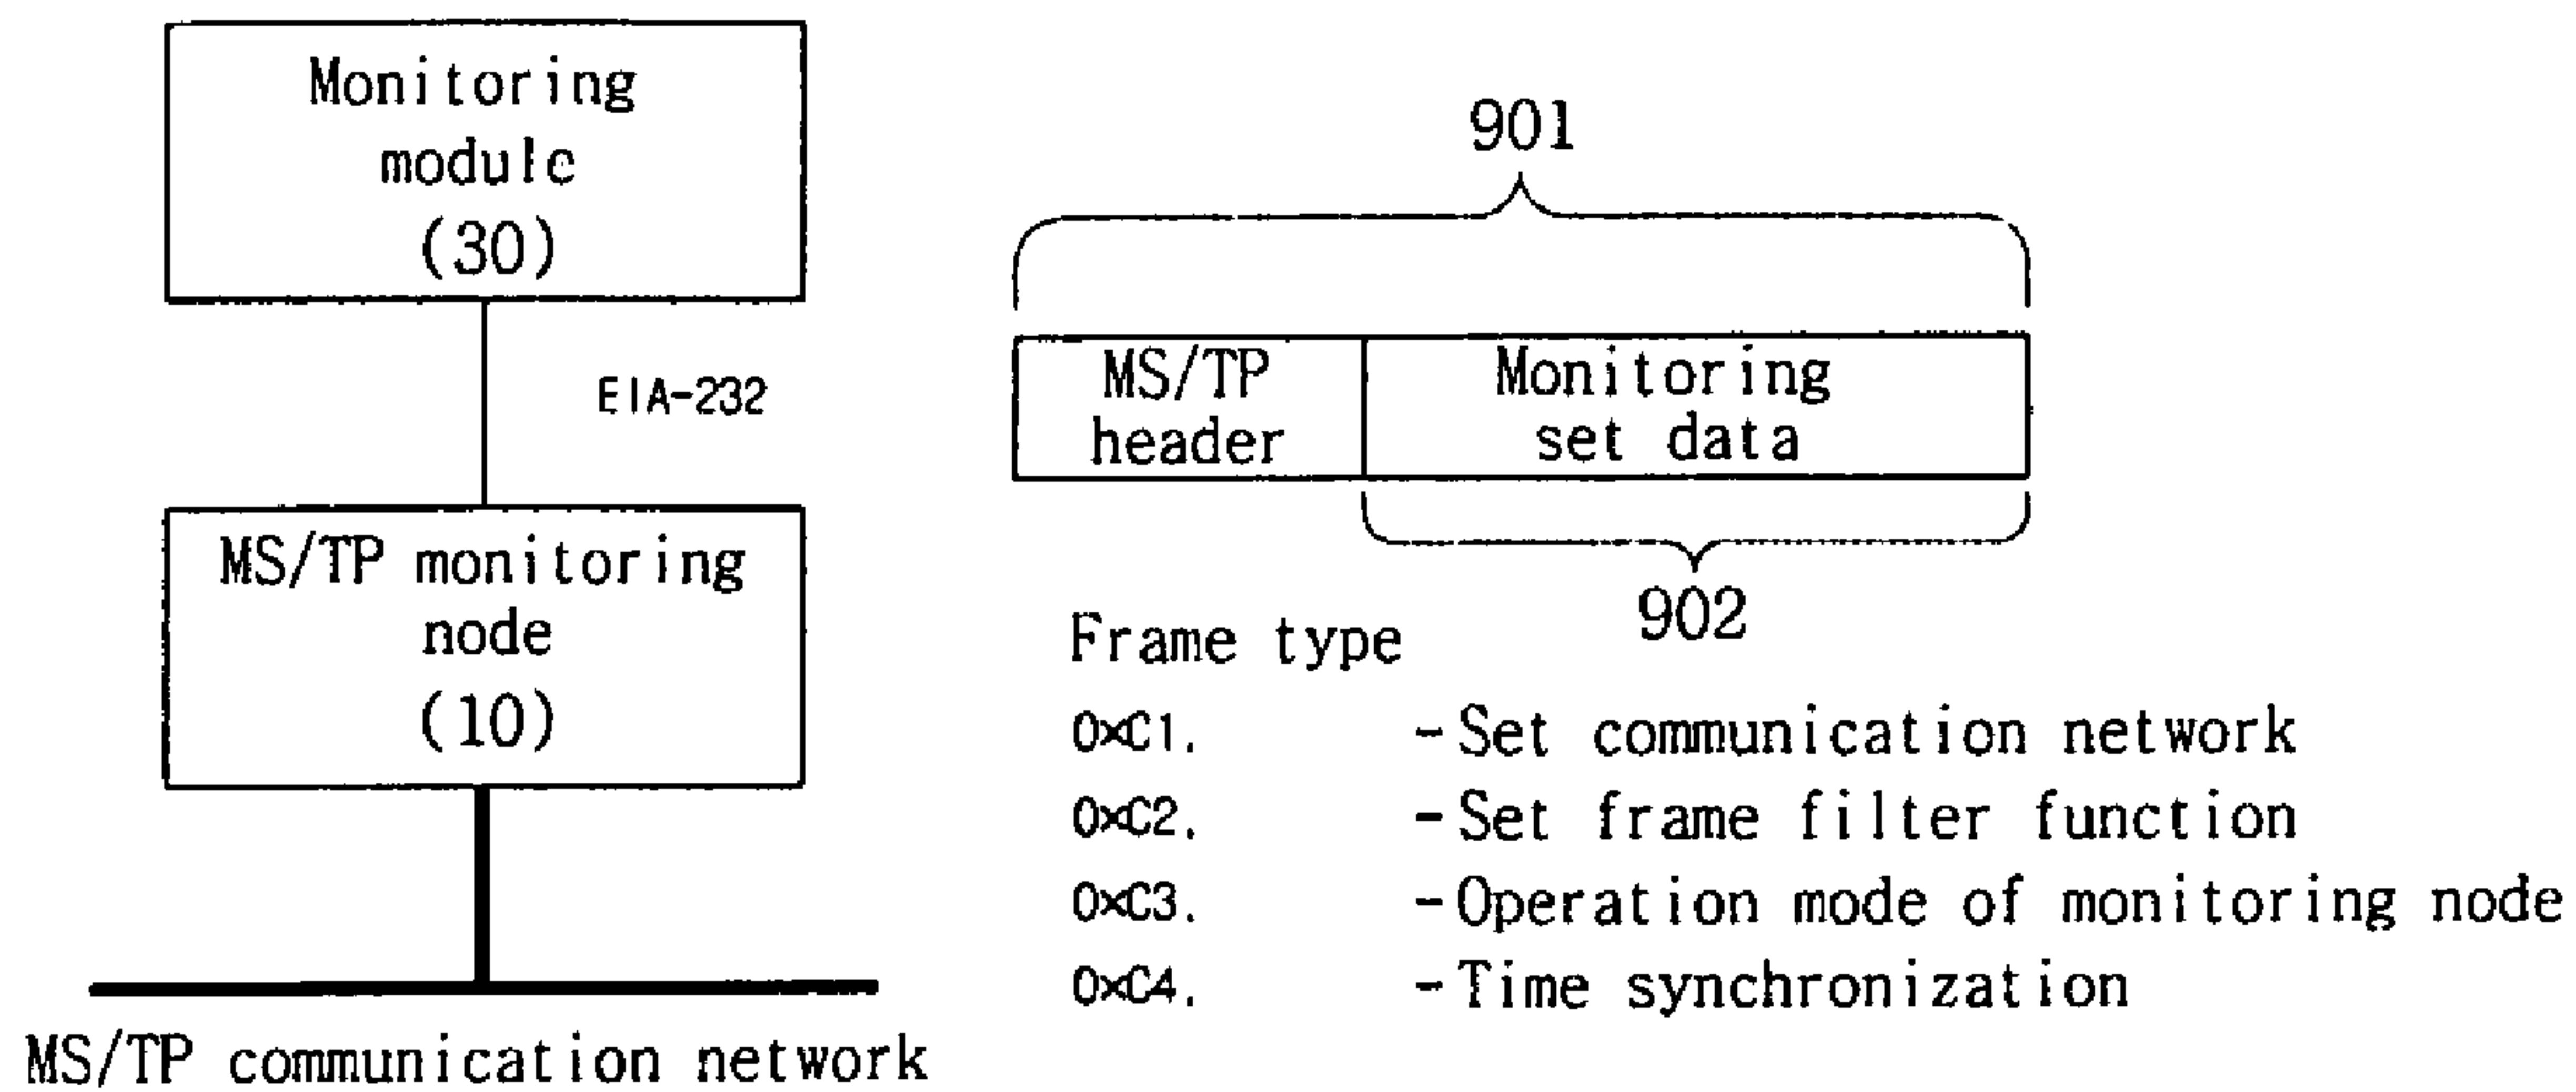 Monitoring
module
(30)
EIA-232
MS/TP monitoring
node
(10)
MS/TP communication network
901
MS/TP
header
Monitoring
set data
902
Frame type
0xC1. -Set communication network
0xC2. -Set frame filter function
0xC3. -Operation mode of monitoring node
0xC4. -Time synchronization